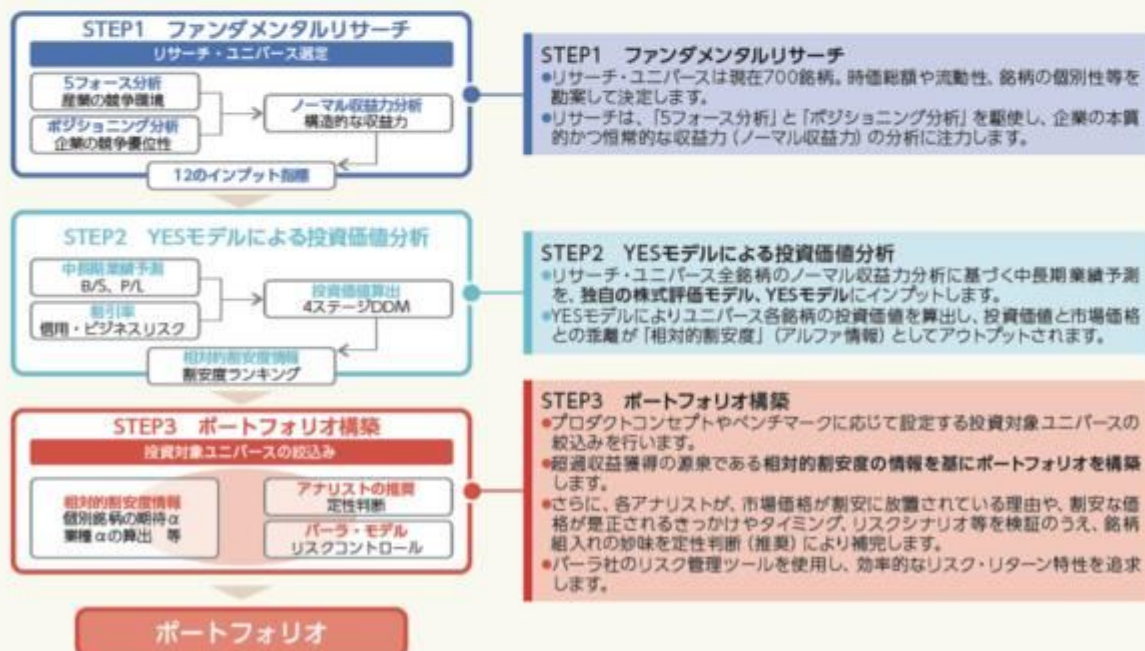 STEP1 ファンダメンタルリサーチ
リサーチ・ユニバース選定
5フォース分析
産業の競争環境
ポジショニング分析
企業の競争優位性
ノーマル収益力分析
構造的な収益力
12のインプット指標
STEP1 ファンダメンタルリサーチ
●リサーチ・ユニバースは現在700銘柄。時価総額や流動性、銘柄の個別性等を
勘案して決定します。
●リサーチは、「5フォース分析」と「ポジショニング分析」を駆使し、企業の本質
的かつ恒常的な収益力（ノーマル収益力）の分析に注力します。
STEP2 YESモデルによる投資価値分析
中長期業績予測
B/S、P/L
割引率
信用・ビジネスリスク
投資価値算出
4ステージDDM
相対的割安度情報
割安度ランキング
STEP2 YESモデルによる投資価値分析
●リサーチ・ユニバース全銘柄のノーマル収益力分析に基づく中長期業績予測
を、独自の株式評価モデル、YESモデルにインプットします。
●YESモデルによりユニバース各銘柄の投資価値を算出し、投資価値と市場価格
との乖離が「相対的割安度」（アルファ情報）としてアウトプットされます。
STEP3 ポートフォリオ構築
投資対象ユニバースの絞込み
相対的割安度情報
個別銘柄の期待α
業種αの算出 等
アナリストの推奨
定性判断
バーラ・モデル
リスクコントロール
STEP3 ポートフォリオ構築
●プロダクトコンセプトやベンチマークに応じて設定する投資対象ユニバースの
絞込みを行います。
●超過収益獲得の源泉である相対的割安度の情報を基にポートフォリオを構築
します。
●さらに、各アナリストが、市場価格が割安に放置されている理由や、割安な価
格が是正されるきっかけやタイミング、リスクシナリオ等を検証のうえ、銘柄
組入れの妙味を定性判断（推奨）により補完します。
●バーラ社のリスク管理ツールを使用し、効率的なリスク・リターン特性を追求
します。
ポートフォリオ